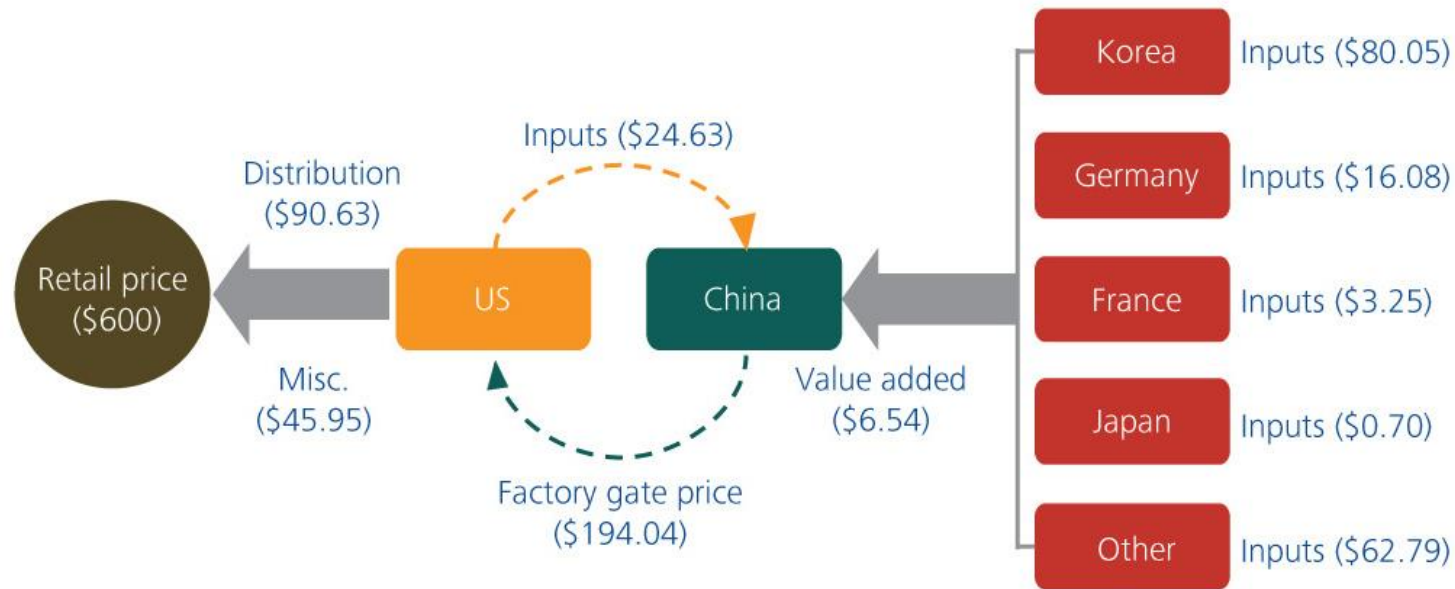 Retail price
($600)
Distribution
($90.63)
Misc.
($45.95)
US
Inputs ($24.63)
Factory gate price
($194.04)
China
Value added
($6.54)
Korea
Inputs ($80.05)
Germany
Inputs ($16.08)
France
Inputs ($3.25)
Japan
Inputs ($0.70)
Other
Inputs ($62.79)